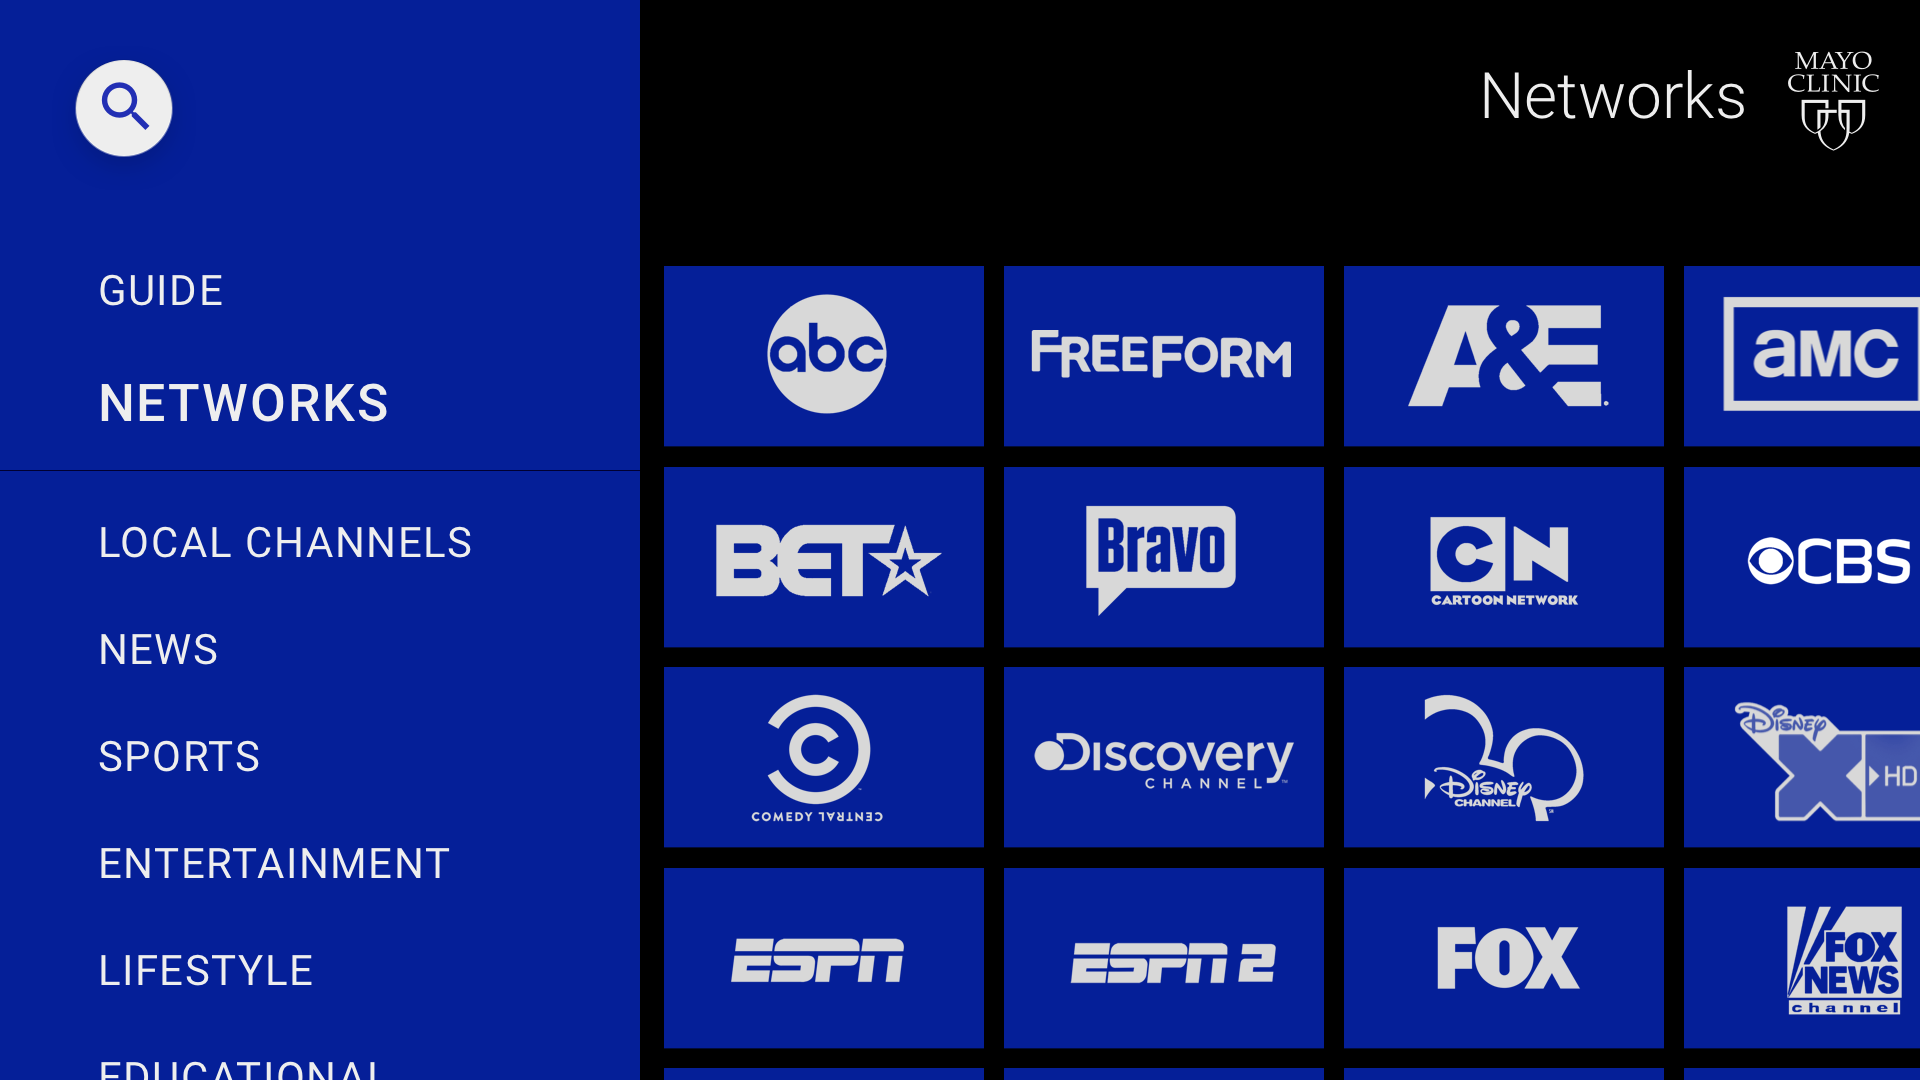 Networks
MAYO
CLINIC
GUIDE
NETWORKS
LOCAL CHANNELS
NEWS
SPORTS
ENTERTAINMENT
LIFESTYLE
EDUCATIONAL
abc
FREEFORM
A&E
aMC
BET
Bravo
CN
CARTOON NETWORK
CBS
C
COMEDY CENTRAL
Discovery
CHANNEL
Disney
CHANNEL
Disney
X HD
ESPN
ESPN 2
FOX
FOX
NEWS
channel